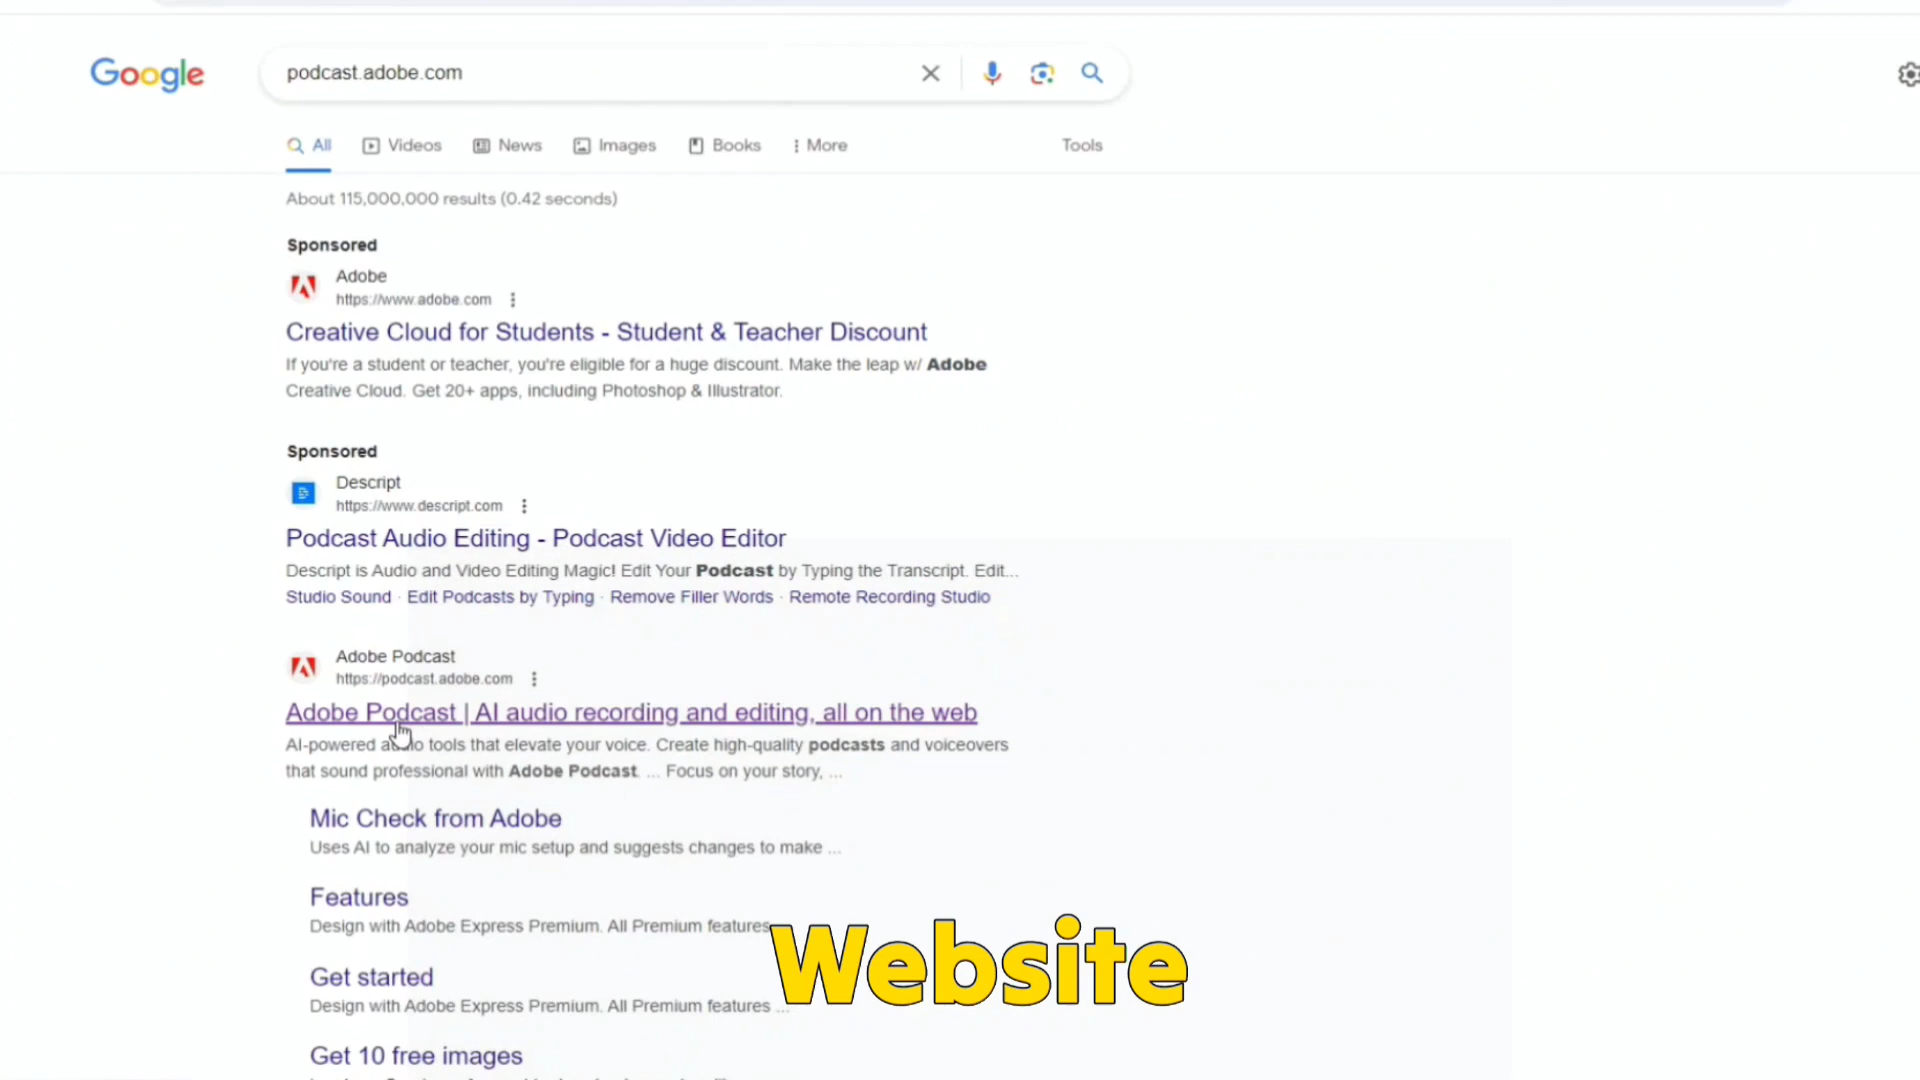 Google
podcast.adobe.com
All Videos News Images Books More Tools
About 115,000,000 results (0.42 seconds)
Sponsored
Adobe
https://www.adobe.com
Creative Cloud for Students - Student & Teacher Discount
If you're a student or teacher, you're eligible for a huge discount. Make the leap w/ Adobe
Creative Cloud. Get 20+ apps, including Photoshop & Illustrator.
Sponsored
Descript
https://www.descript.com
Podcast Audio Editing - Podcast Video Editor
Descript is Audio and Video Editing Magic! Edit Your Podcast by Typing the Transcript. Edit...
Studio Sound · Edit Podcasts by Typing · Remove Filler Words · Remote Recording Studio
Adobe Podcast
https://podcast.adobe.com
Adobe Podcast | AI audio recording and editing, all on the web
AI-powered audio tools that elevate your voice. Create high-quality podcasts and voiceovers
that sound professional with Adobe Podcast. ... Focus on your story, ...
Mic Check from Adobe
Uses AI to analyze your mic setup and suggests changes to make ...
Features
Design with Adobe Express Premium. All Premium features
Website
Get started
Design with Adobe Express Premium. All Premium features ...
Get 10 free images